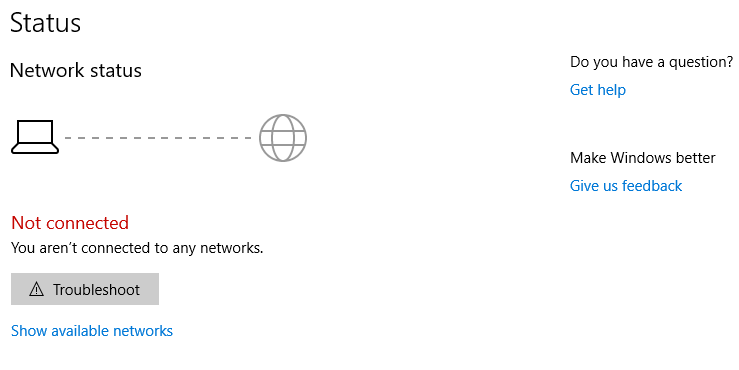 Status
Network status
Not connected
You aren’t connected to any networks.
Troubleshoot
Show available networks
Do you have a question?
Get help
Make Windows better
Give us feedback